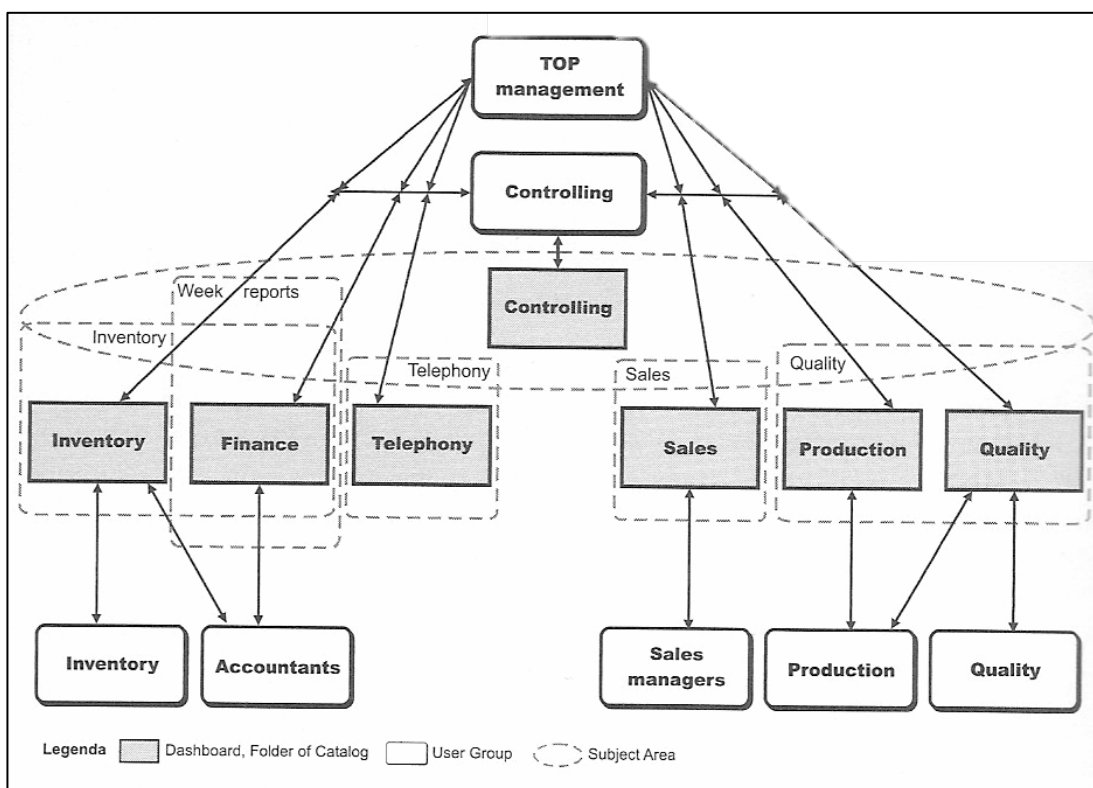 TOP
management
Controlling
Controlling
Week reports
Inventory
Telephony
Sales
Quality
Inventory
Finance
Telephony
Sales
Production
Quality
Inventory
Accountants
Sales
managers
Production
Quality
Legenda
Dashboard, Folder of Catalog
User Group
Subject Area